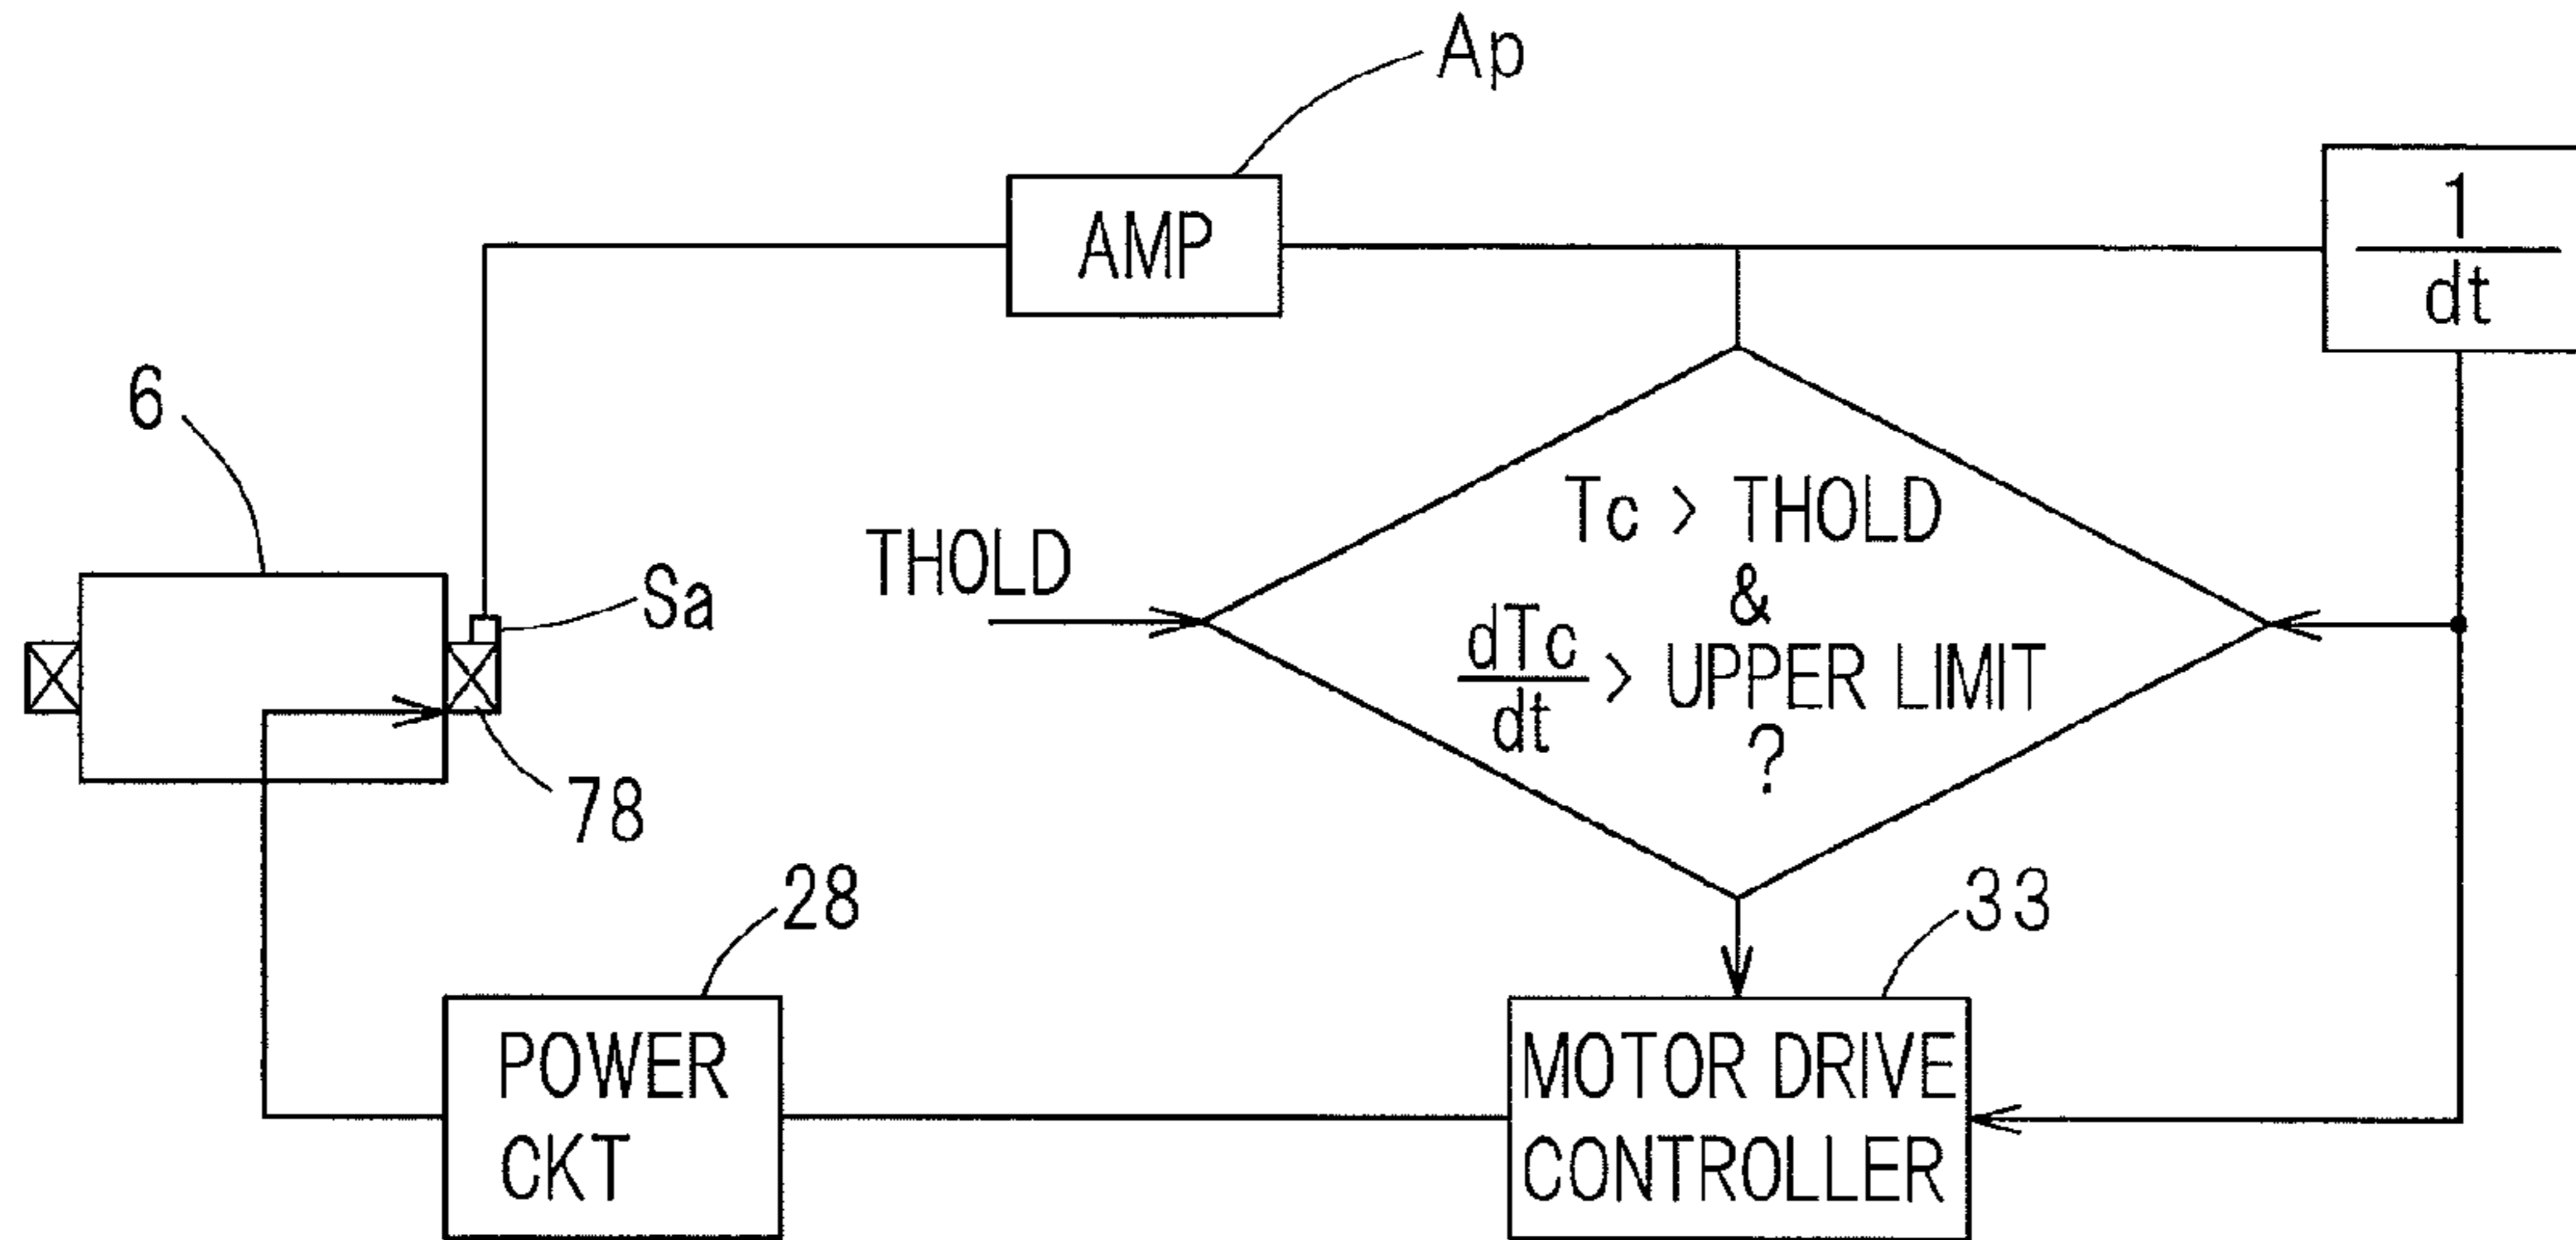 Ap
AMP
1
dt
6
Sa
THOLD
Tc > THOLD
&
dTc
dt
> UPPER LIMIT
?
78
28
33
POWER
CKT
MOTOR DRIVE
CONTROLLER